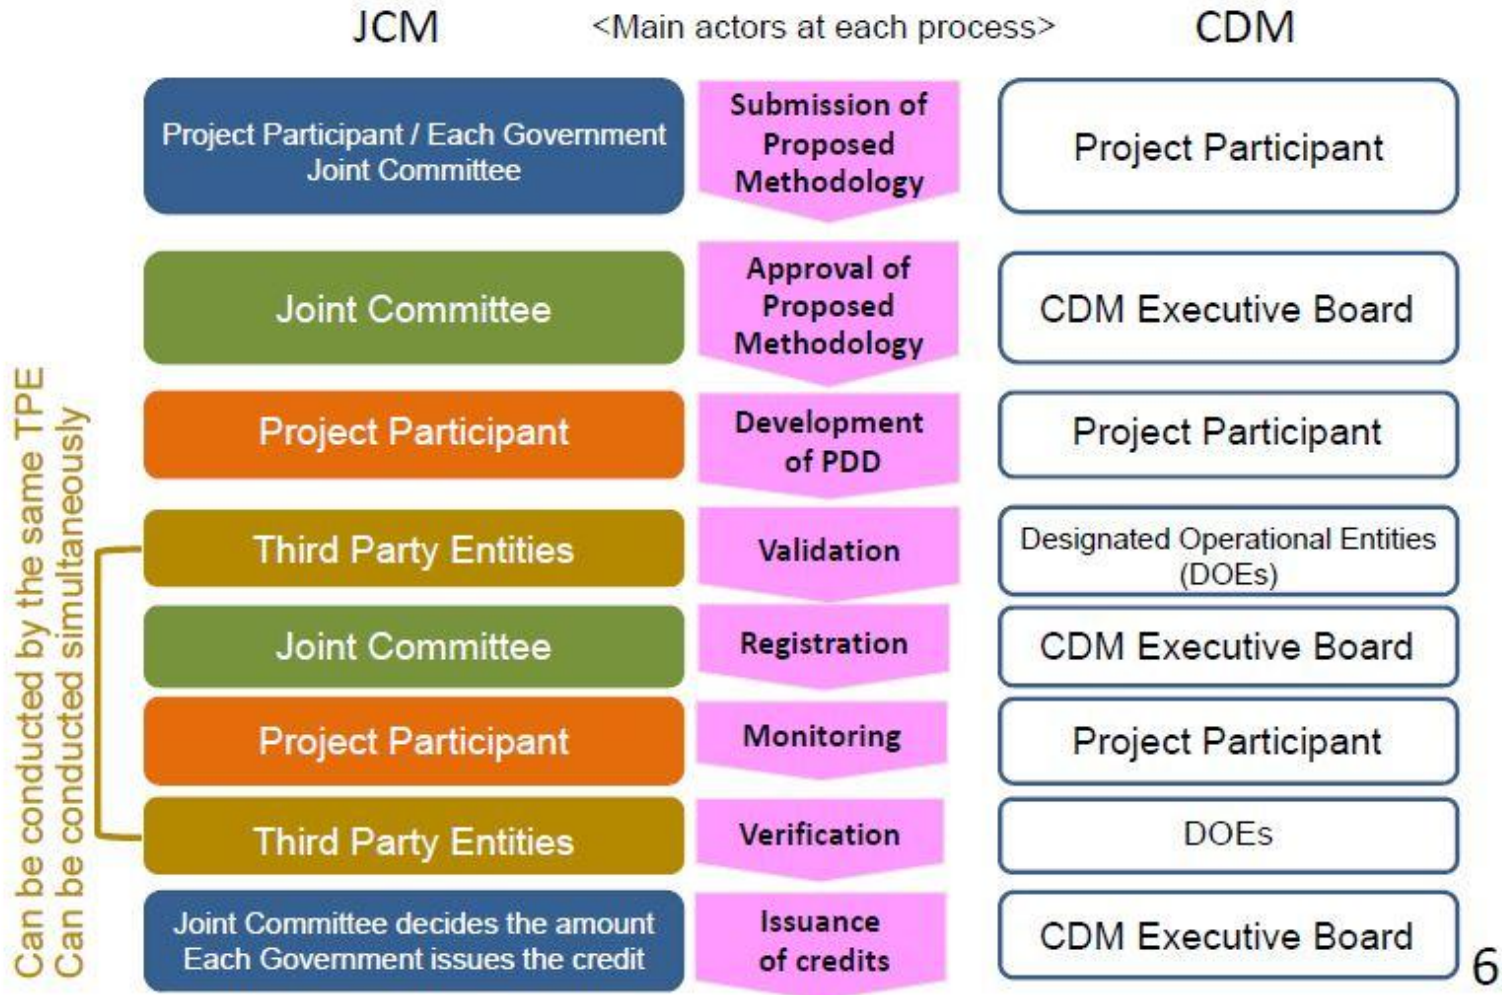 JCM <Main actors at each process> CDM
Project Participant / Each Government
Joint Committee
Submission of
Proposed
Methodology
Project Participant
Joint Committee
Approval of
Proposed
Methodology
CDM Executive Board
Project Participant
Development
of PDD
Project Participant
Third Party Entities
Validation
Designated Operational Entities
(DOEs)
Joint Committee
Registration
CDM Executive Board
Project Participant
Monitoring
Project Participant
Third Party Entities
Verification
DOEs
Joint Committee decides the amount
Each Government issues the credit
Issuance
of credits
CDM Executive Board
Can be conducted by the same TPE
Can be conducted simultaneously
6